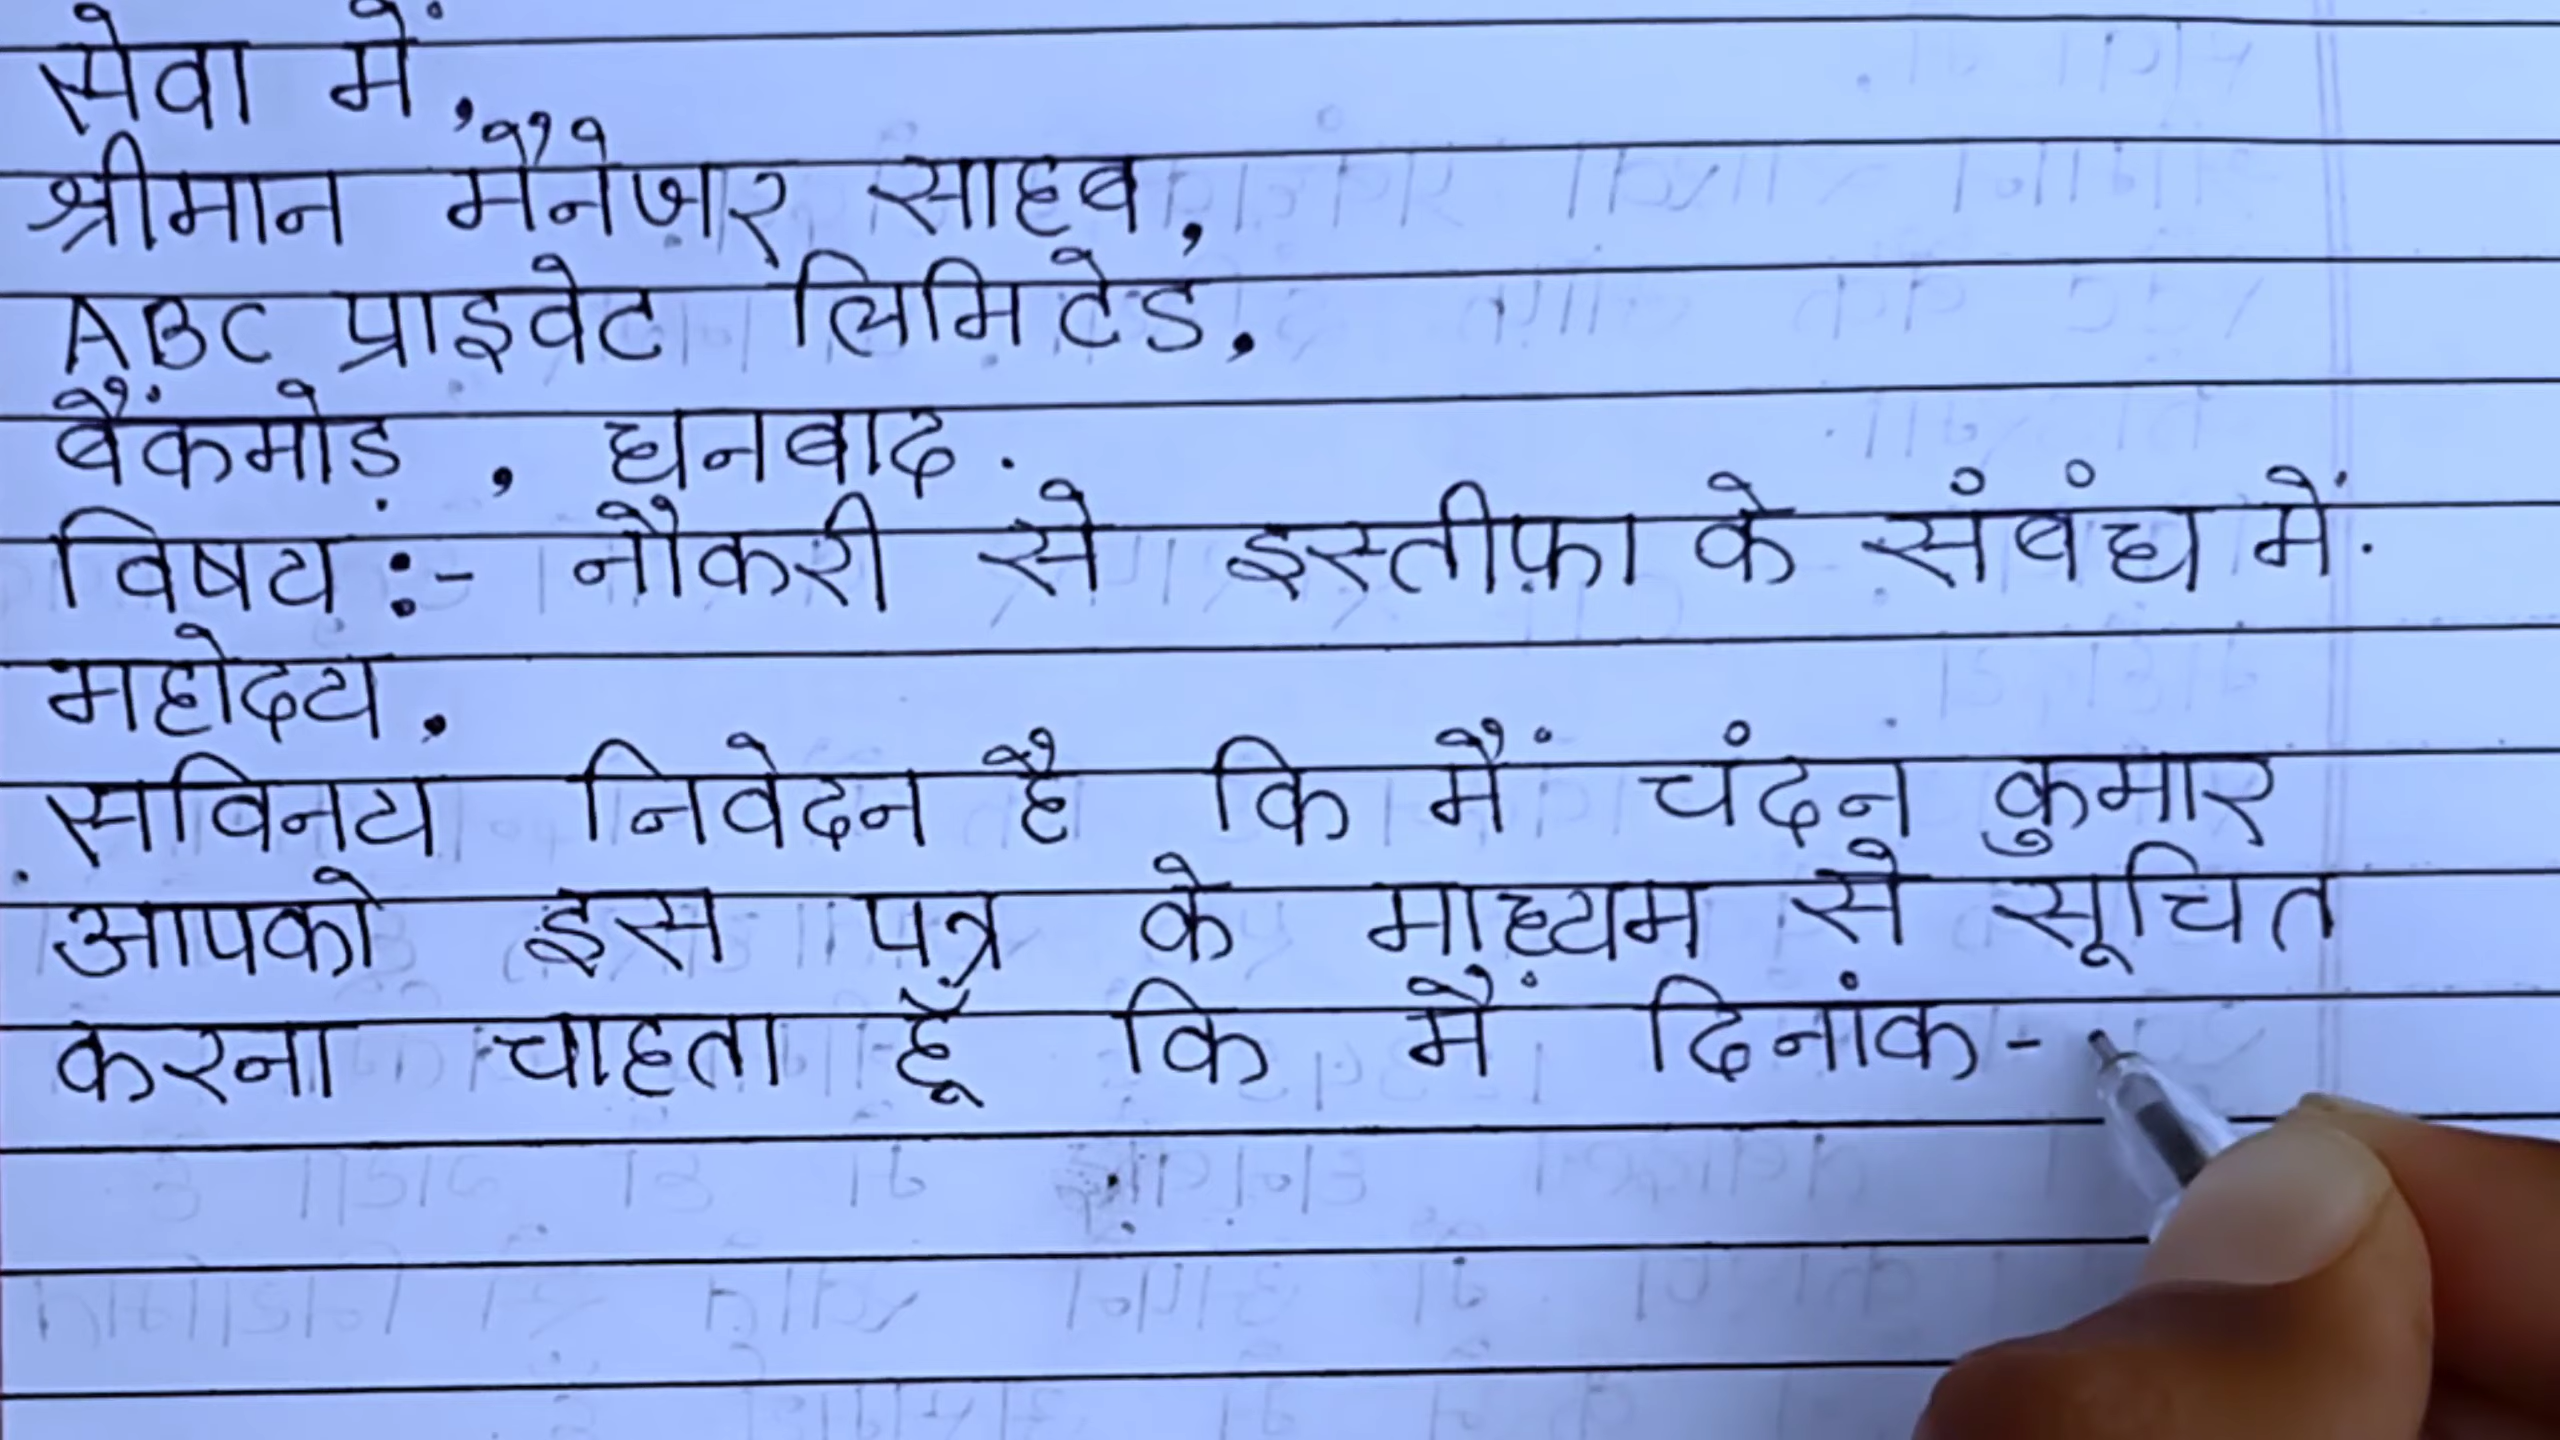 सेवा में,
श्रीमान मैनेज़र साहब,
ABC प्राइवेट लिमिटेड,
बैंकमोड़ , धनबाद.
विषय :- नौकरी से इस्तीफ़ा के संबंध में.
महोदय,
सविनय निवेदन है कि मैं चंदन कुमार
आपको इस पत्र के माध्यम से सूचित
करना चाहता हूँ कि मैं दिनांक-